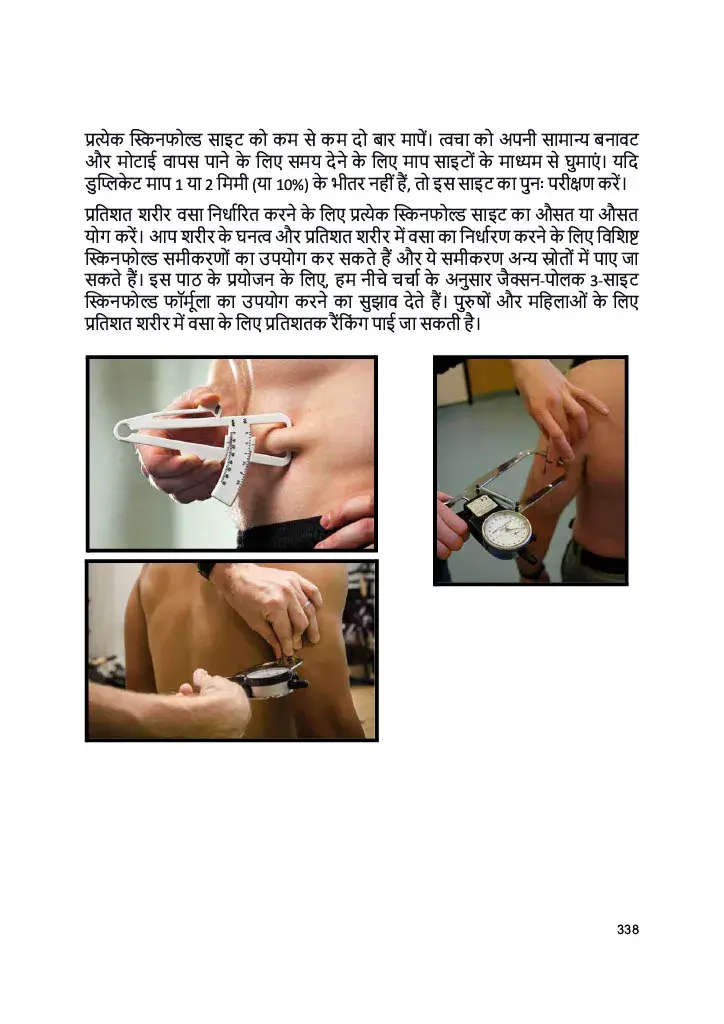 प्रत्येक स्किनफोल्ड साइट को कम से कम दो बार मापें। त्वचा को अपनी सामान्य बनावट
और मोटाई वापस पाने के लिए समय देने के लिए माप साइटों के माध्यम से घुमाएं। यदि
डुप्लिकेट माप 1 या 2 मिमी (या 10%) के भीतर नहीं हैं, तो इस साइट का पुनः परीक्षण करें।
प्रतिशत शरीर वसा निर्धारित करने के लिए प्रत्येक स्किनफोल्ड साइट का औसत या औसत
योग करें। आप शरीर के घनत्व और प्रतिशत शरीर में वसा का निर्धारण करने के लिए विशिष्ट
स्किनफोल्ड समीकरणों का उपयोग कर सकते हैं और ये समीकरण अन्य स्रोतों में पाए जा
सकते हैं। इस पाठ के प्रयोजन के लिए, हम नीचे चर्चा के अनुसार जैक्सन-पोलक 3-साइट
स्किनफोल्ड फॉर्मूला का उपयोग करने का सुझाव देते हैं। पुरुषों और महिलाओं के लिए
प्रतिशत शरीर में वसा के लिए प्रतिशतक रैंकिंग पाई जा सकती है।
338